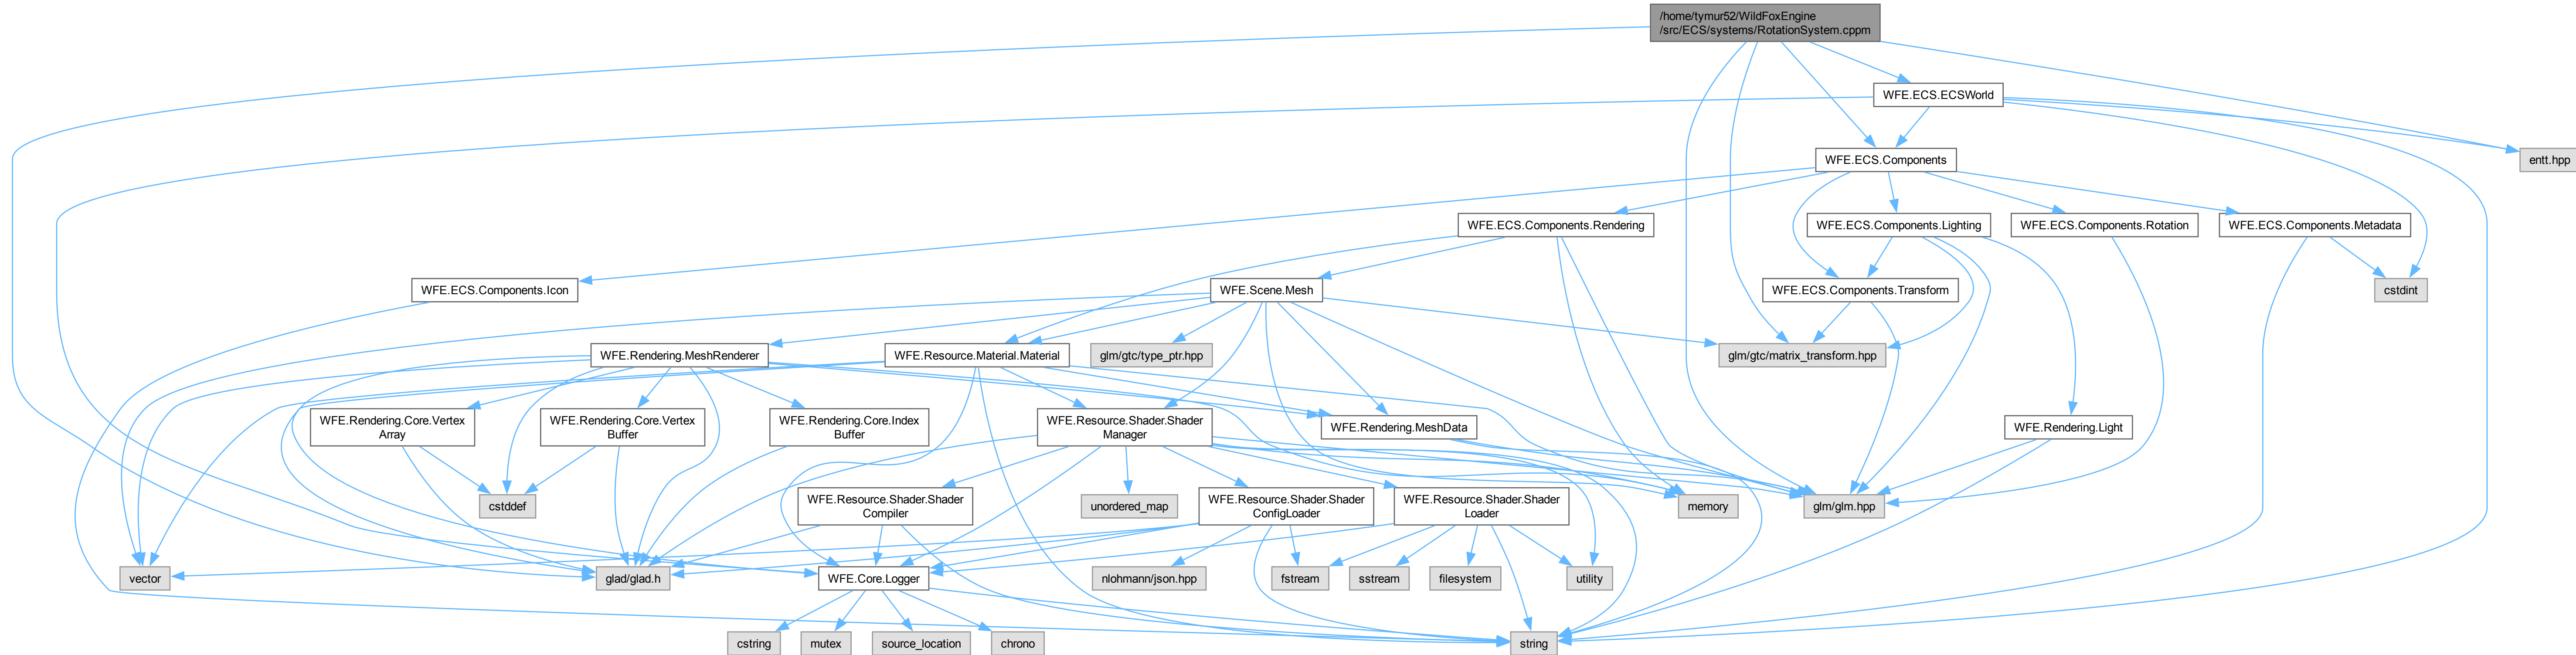 /home/tymur52/WildFoxEngine
/src/ECS/systems/RotationSystem.cppm
WFE.ECS.ECSWorld
WFE.ECS.Components
entt.hpp
WFE.ECS.Components.Rendering
WFE.ECS.Components.Lighting
WFE.ECS.Components.Rotation
WFE.ECS.Components.Metadata
WFE.ECS.Components.Icon
WFE.Scene.Mesh
WFE.ECS.Components.Transform
cstdint
WFE.Rendering.MeshRenderer
WFE.Resource.Material.Material
glm/gtc/type_ptr.hpp
glm/gtc/matrix_transform.hpp
WFE.Rendering.Core.Vertex
Array
WFE.Rendering.Core.Vertex
Buffer
WFE.Rendering.Core.Index
Buffer
WFE.Resource.Shader.Shader
Manager
WFE.Rendering.MeshData
WFE.Rendering.Light
cstddef
WFE.Resource.Shader.Shader
Compiler
unordered_map
WFE.Resource.Shader.Shader
ConfigLoader
WFE.Resource.Shader.Shader
Loader
memory
glm/glm.hpp
vector
glad/glad.h
WFE.Core.Logger
nlohmann/json.hpp
fstream
sstream
filesystem
utility
cstring
mutex
source_location
chrono
string